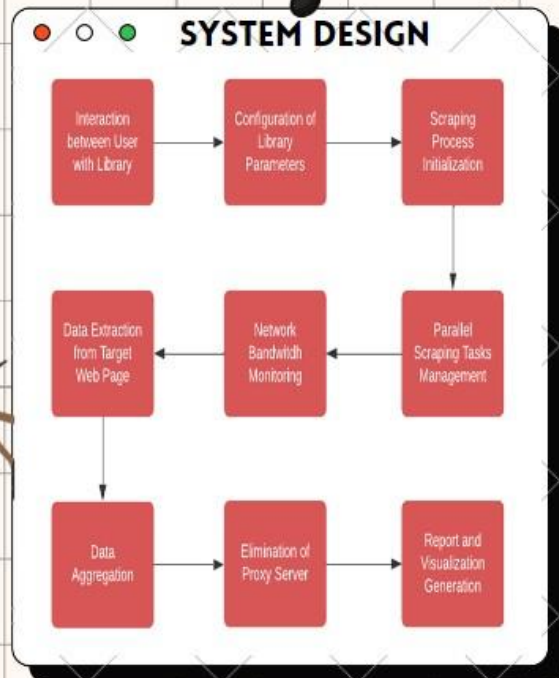 SYSTEM DESIGN
Interaction
between User
with Library
Configuration of
Library
Parameters
Scraping
Process
Initialization
Data Extraction
from Target
Web Page
Network
Bandwitdh
Monitoring
Parallel
Scraping Tasks
Management
Data
Aggregation
Elimination of
Proxy Server
Report and
Visualization
Generation